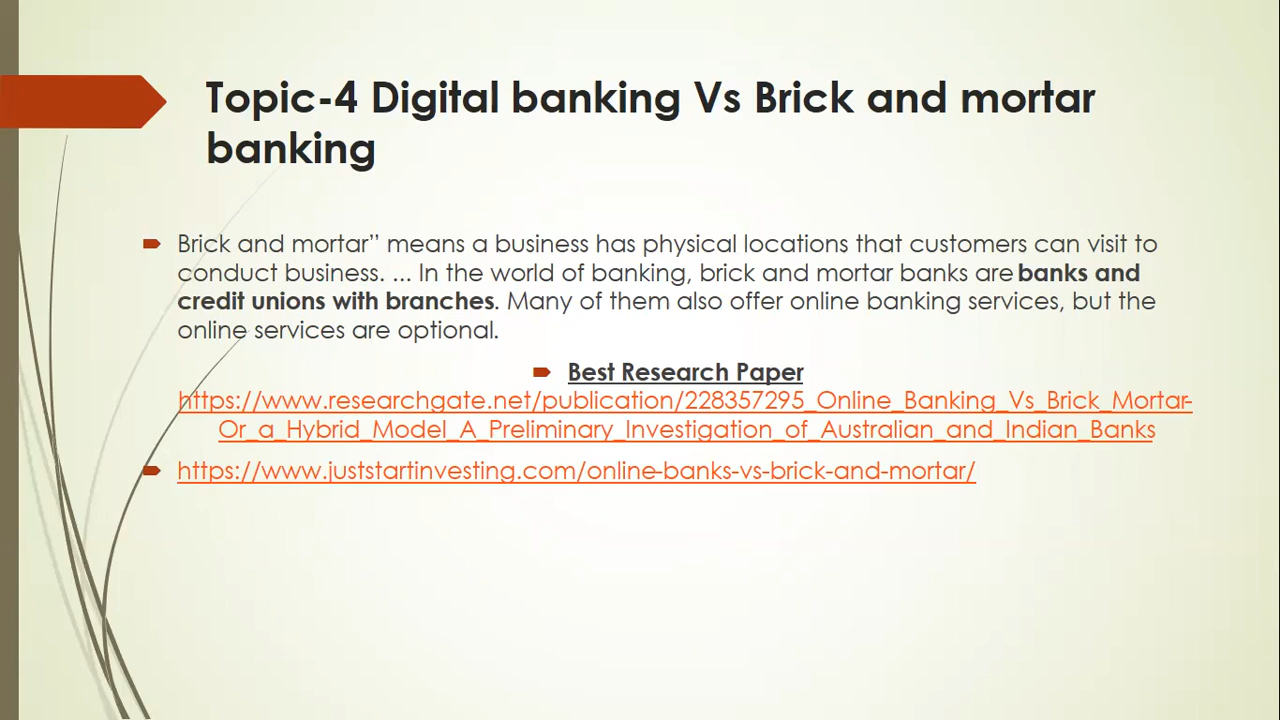 Topic-4 Digital banking Vs Brick and mortar
banking
Brick and mortar” means a business has physical locations that customers can visit to
conduct business. ... In the world of banking, brick and mortar banks are banks and
credit unions with branches. Many of them also offer online banking services, but the
online services are optional.
Best Research Paper
https://www.researchgate.net/publication/228357295_Online_Banking_Vs_Brick_Mortar-
Or_a_Hybrid_Model_A_Preliminary_Investigation_of_Australian_and_Indian_Banks
https://www.juststartinvesting.com/online-banks-vs-brick-and-mortar/